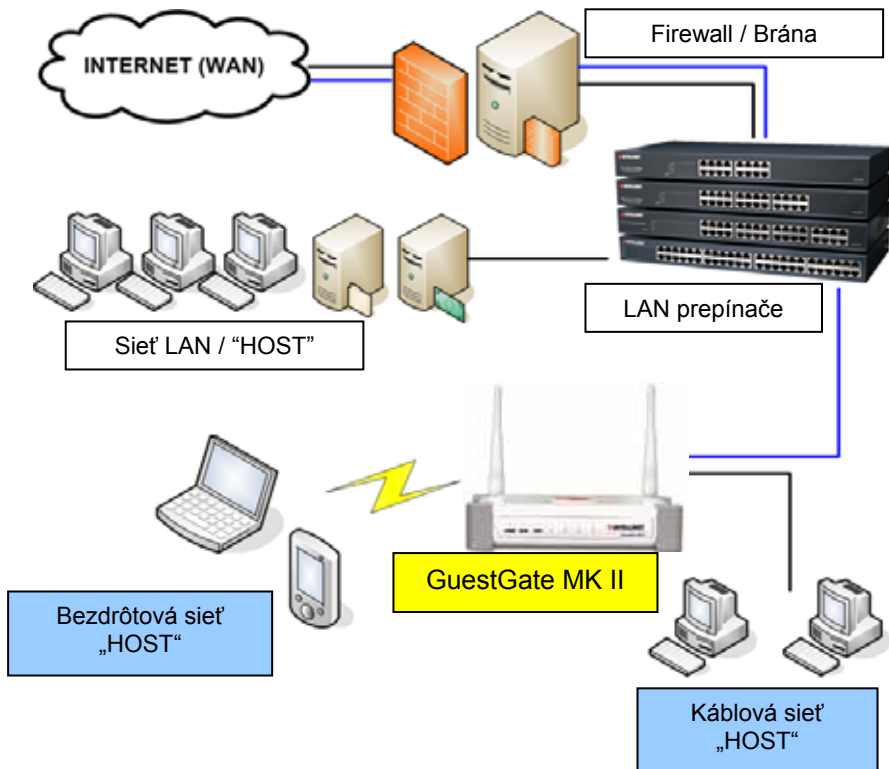 INTERNET (WAN)
Firewall / Brána
LAN prepínače
Sieť LAN / “HOST”
GuestGate MK II
Bezdrôtová sieť
„HOST“
Káblová sieť
„HOST“